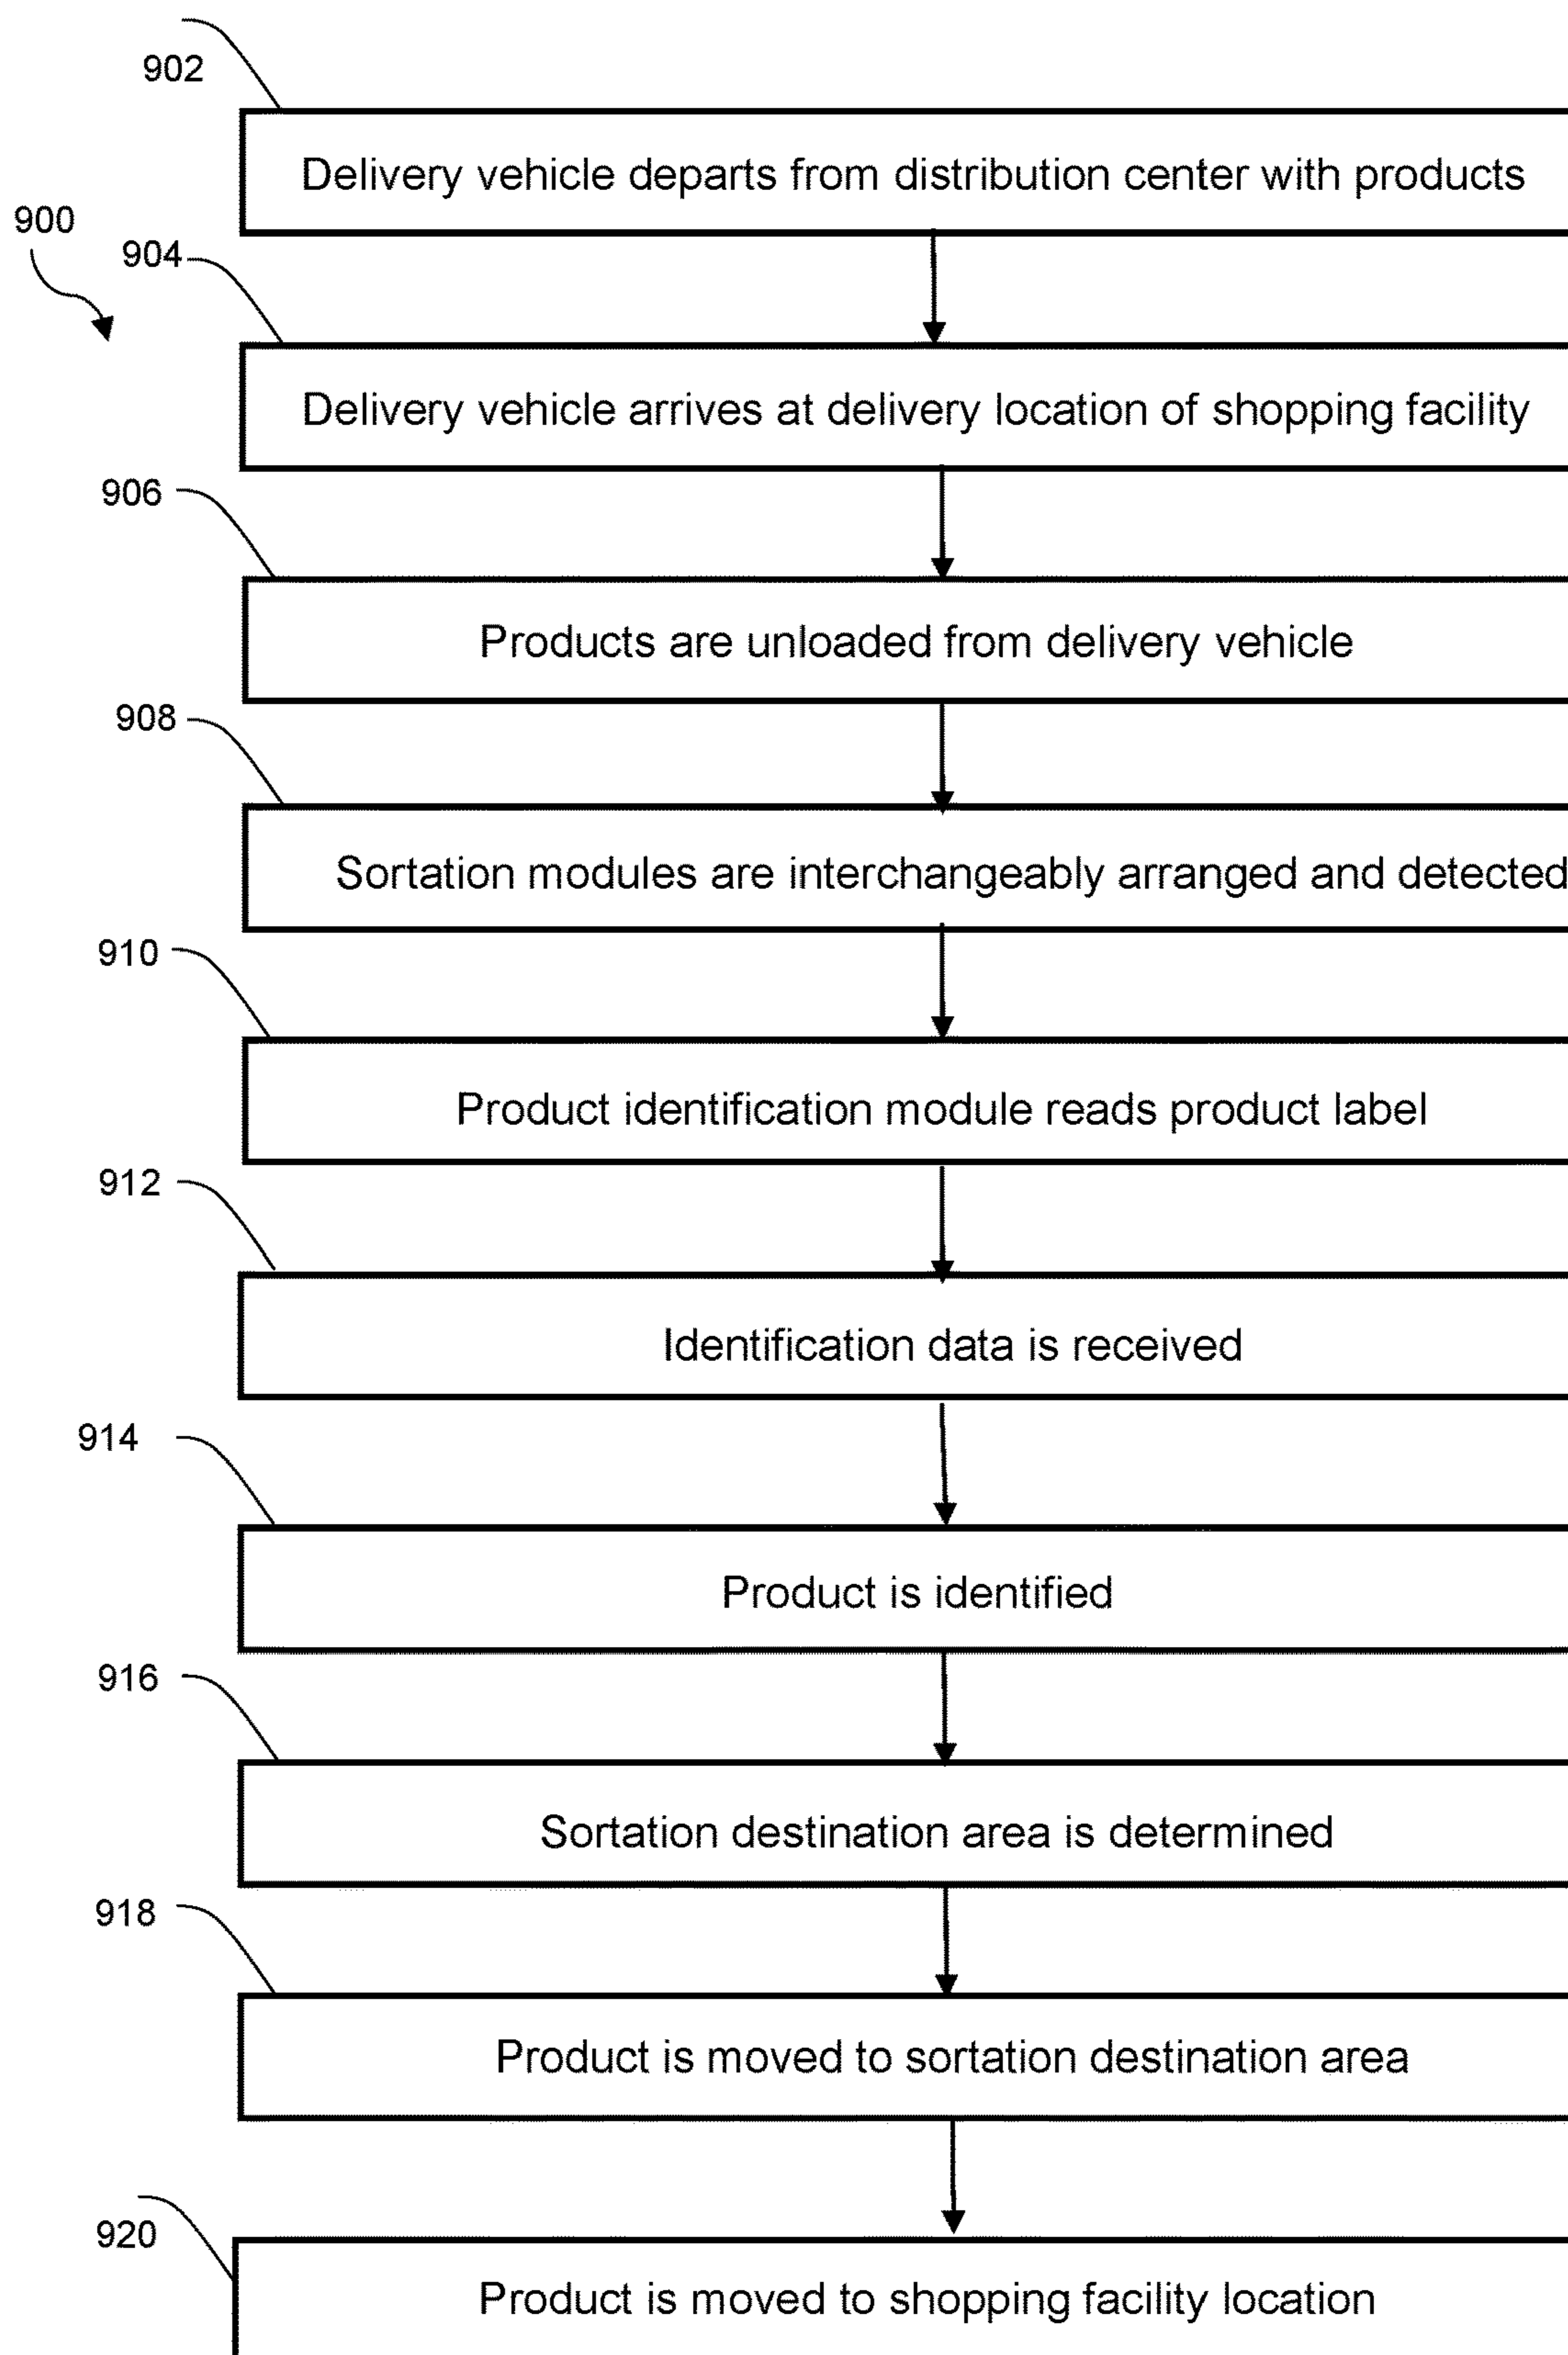 902
Delivery vehicle departs from distribution center with products
900
904
Delivery vehicle arrives at delivery location of shopping facility
906
Products are unloaded from delivery vehicle
908
Sortation modules are interchangeably arranged and detected
910
Product identification module reads product label
912
Identification data is received
914
Product is identified
916
Sortation destination area is determined
918
Product is moved to sortation destination area
920
Product is moved to shopping facility location